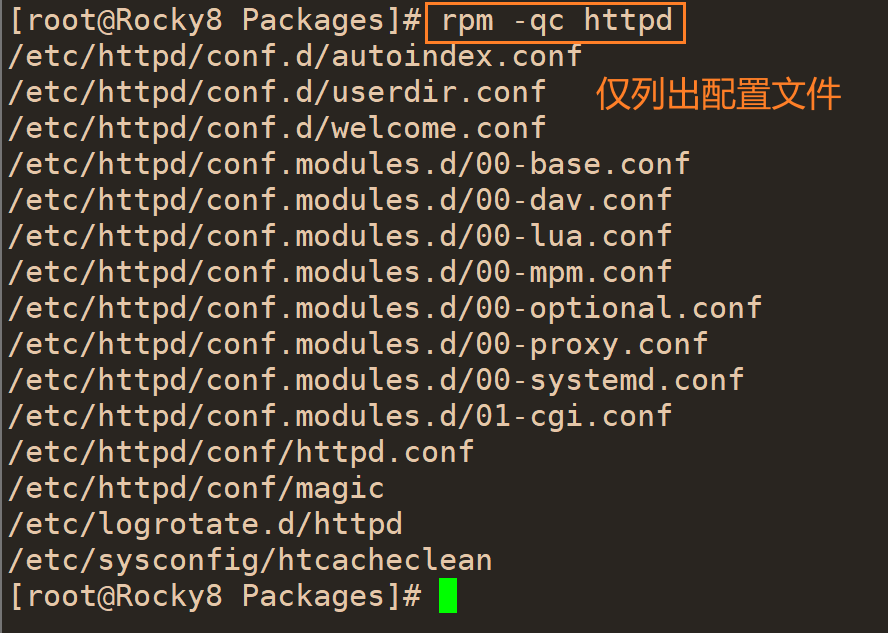 [root@Rocky8 Packages]# rpm -qc httpd
/etc/httpd/conf.d/autoindex.conf
/etc/httpd/conf.d/userdir.conf
仅列出配置文件
/etc/httpd/conf.d/welcome.conf
/etc/httpd/conf.modules.d/00-base.conf
/etc/httpd/conf.modules.d/00-dav.conf
/etc/httpd/conf.modules.d/00-lua.conf
/etc/httpd/conf.modules.d/00-mpm.conf
/etc/httpd/conf.modules.d/00-optional.conf
/etc/httpd/conf.modules.d/00-proxy.conf
/etc/httpd/conf.modules.d/00-systemd.conf
/etc/httpd/conf.modules.d/01-cgi.conf
/etc/httpd/conf/httpd.conf
/etc/httpd/conf/magic
/etc/logrotate.d/httpd
/etc/sysconfig/htcacheclean
[root@Rocky8 Packages]#